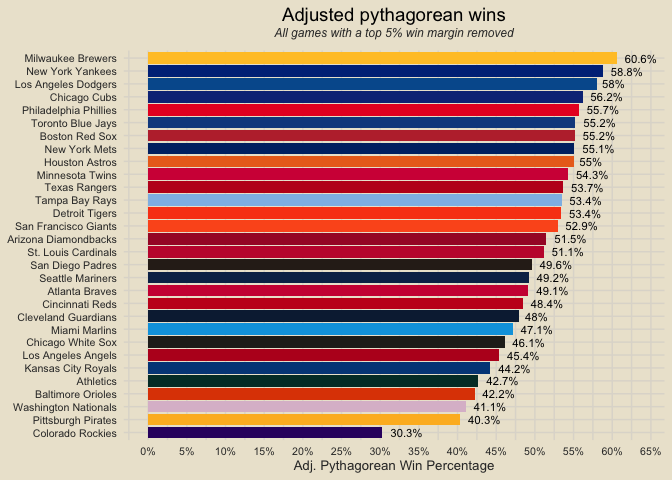 Adjusted pythagorean wins
All games with a top 5% win margin removed
Milwaukee Brewers 60.6%
New York Yankees 58.8%
Los Angeles Dodgers 58%
Chicago Cubs 56.2%
Philadelphia Phillies 55.7%
Toronto Blue Jays 55.2%
Boston Red Sox 55.2%
New York Mets 55.1%
Houston Astros 55%
Minnesota Twins 54.3%
Texas Rangers 53.7%
Tampa Bay Rays 53.4%
Detroit Tigers 53.4%
San Francisco Giants 52.9%
Arizona Diamondbacks 51.5%
St. Louis Cardinals 51.1%
San Diego Padres 49.6%
Seattle Mariners 49.2%
Atlanta Braves 49.1%
Cincinnati Reds 48.4%
Cleveland Guardians 48%
Miami Marlins 47.1%
Chicago White Sox 46.1%
Los Angeles Angels 45.4%
Kansas City Royals 44.2%
Athletics 42.7%
Baltimore Orioles 42.2%
Washington Nationals 41.1%
Pittsburgh Pirates 40.3%
Colorado Rockies 30.3%
0% 5% 10% 15% 20% 25% 30% 35% 40% 45% 50% 55% 60% 65%
Adj. Pythagorean Win Percentage